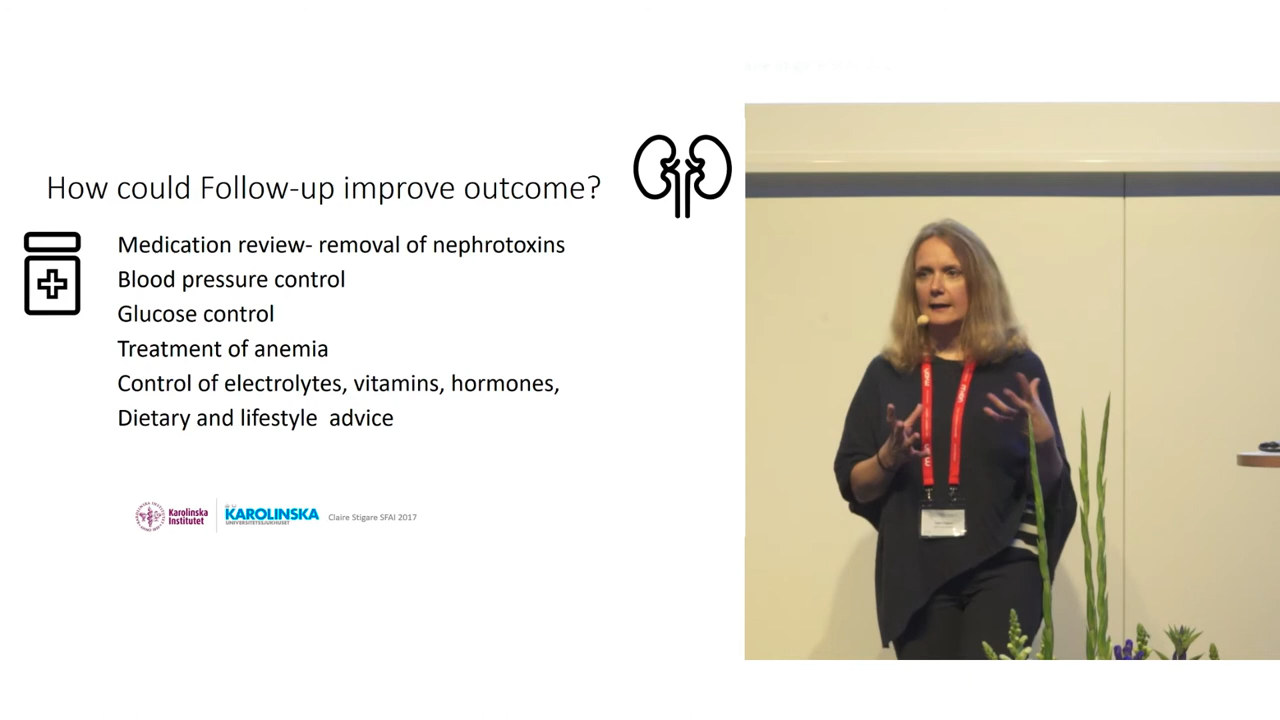 How could Follow-up improve outcome?
Medication review- removal of nephrotoxins
Blood pressure control
Glucose control
Treatment of anemia
Control of electrolytes, vitamins, hormones,
Dietary and lifestyle  advice
Karolinska
Institutet
KAROLINSKA
UNIVERSITETSSJUKHUSET
Claire Stigare SFAI 2017